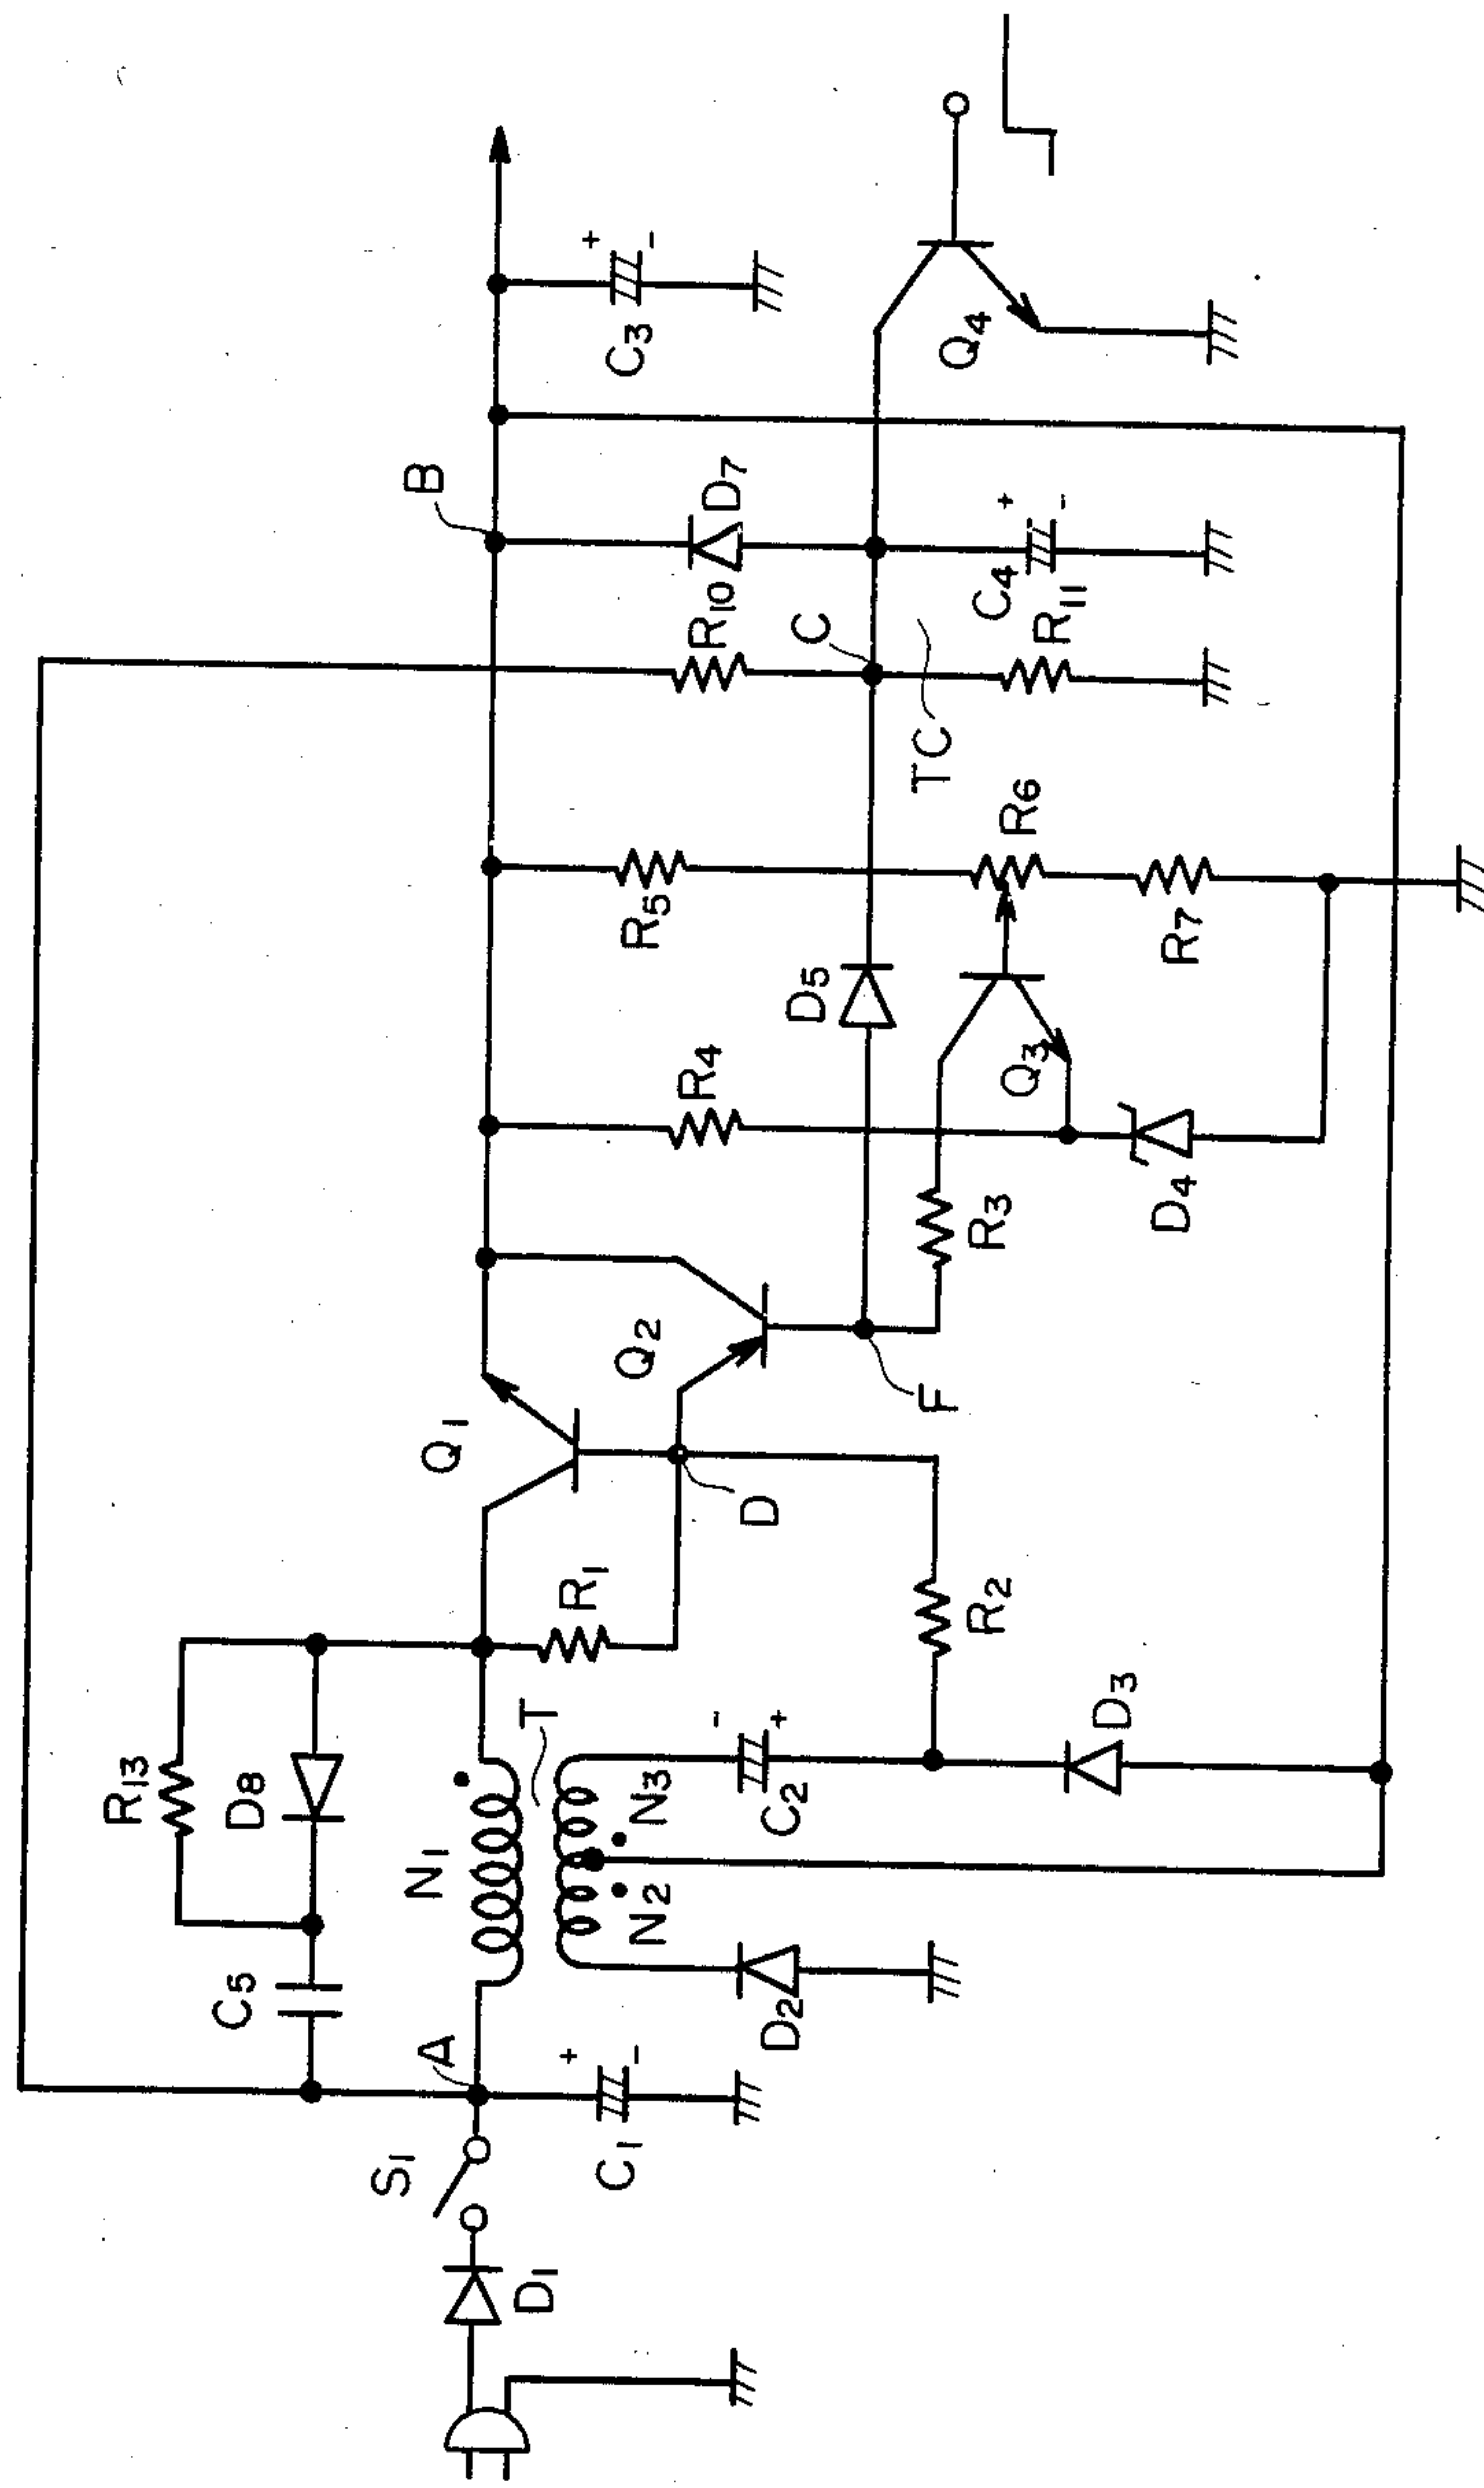 S1
A
C1
+
-
D1
C5
D8
R13
N1
T
N2
N3
D2
C2
-
+
D3
R1
R2
Q1
D
Q2
F
R3
R4
D4
Q3
D5
R5
R6
R7
TC
C
R10
R11
B
D7
C4
+
-
C3
+
-
Q4